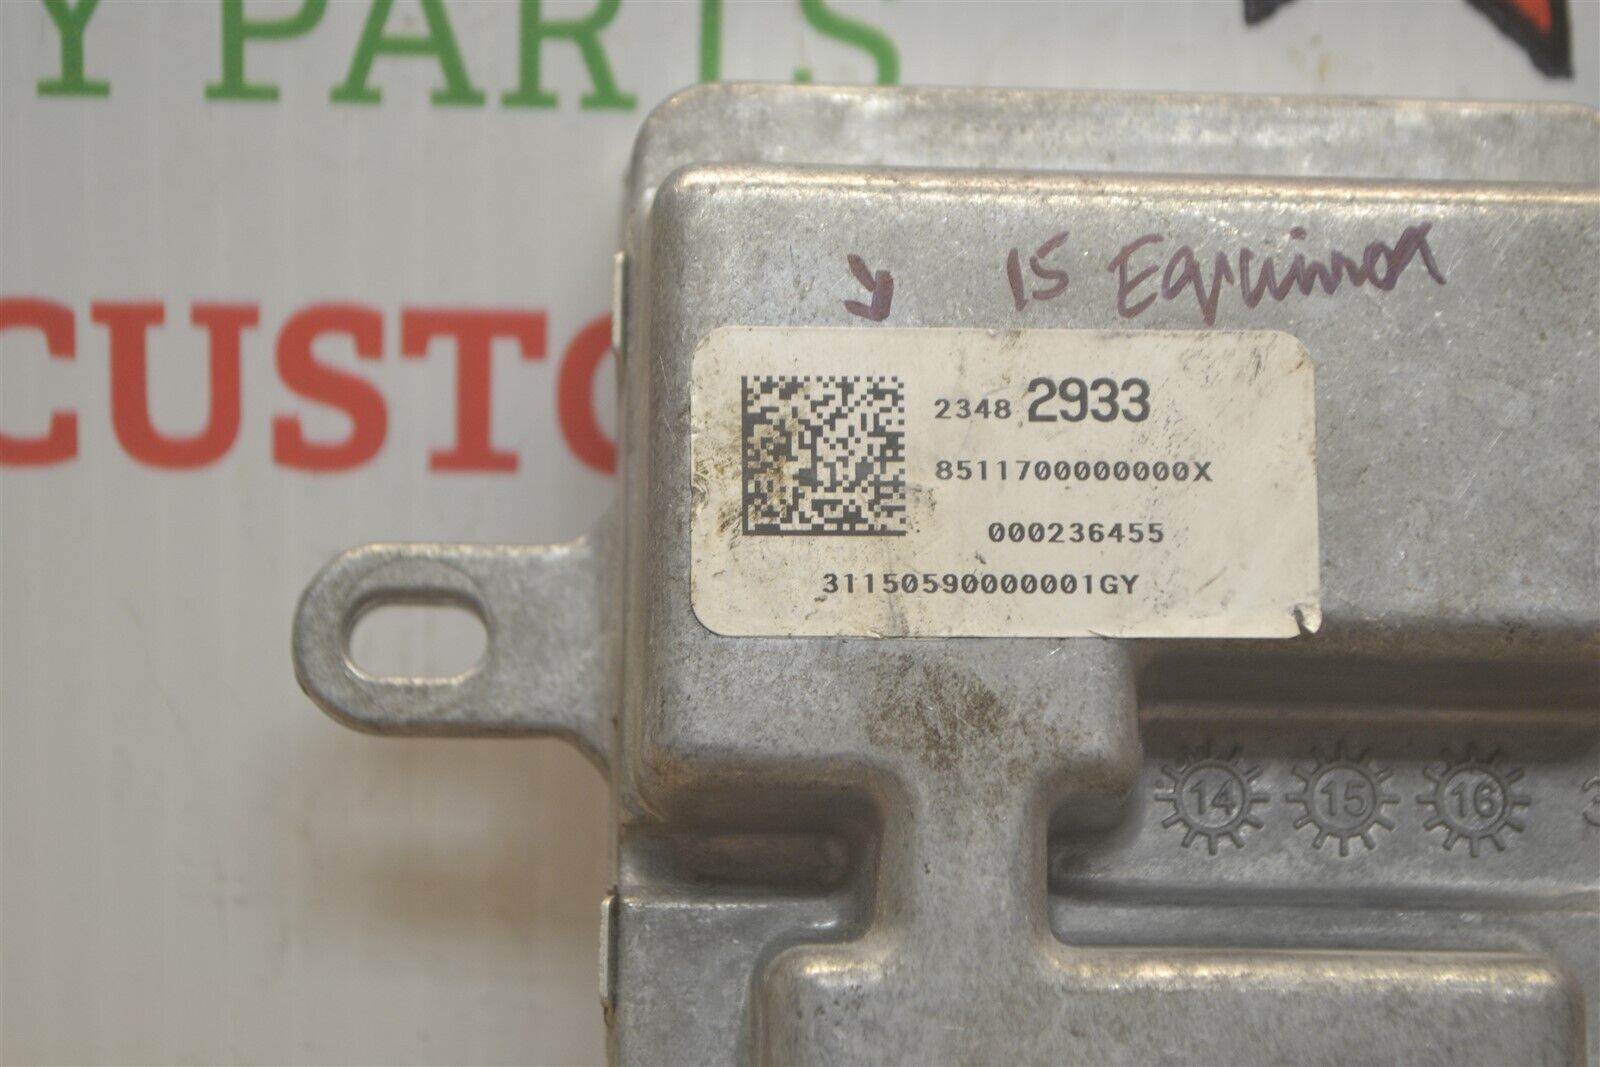 Y PARTS
CUSTO
15 Equinox
2348 2933
8511700000000X
000236455
31150590000001GY
14 15 16